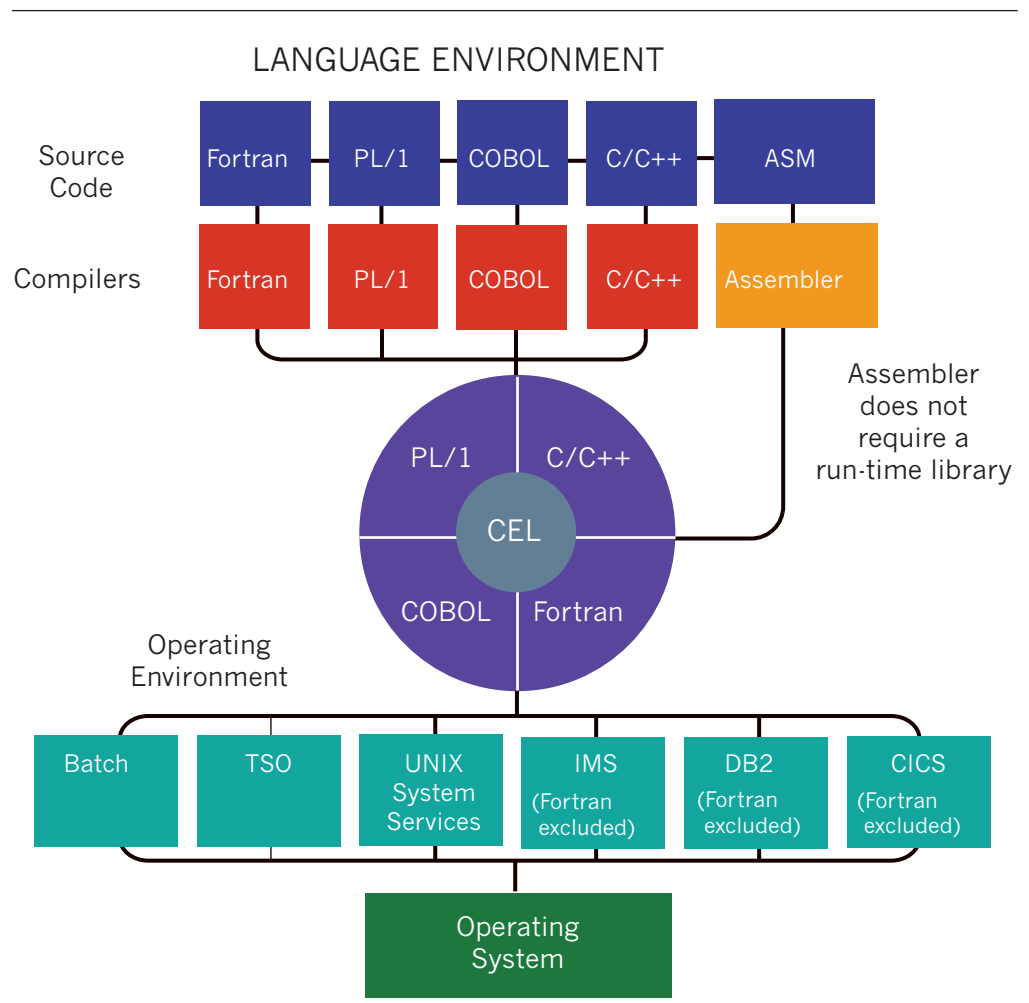 LANGUAGE ENVIRONMENT
Source
Code
Fortran
PL/1
COBOL
C/C++
ASM
Compilers
Fortran
PL/1
COBOL
C/C++
Assembler
Assembler
does not
require a
run-time library
PL/1
C/C++
CEL
COBOL
Fortran
Operating
Environment
Batch
TSO
UNIX
System
Services
IMS
(Fortran
excluded)
DB2
(Fortran
excluded)
CICS
(Fortran
excluded)
Operating
System